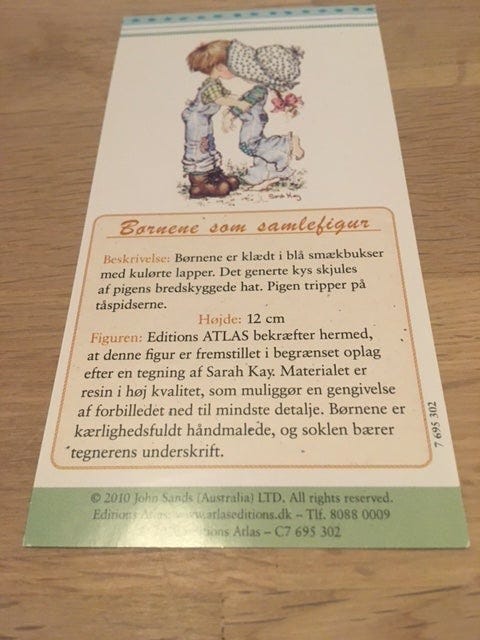 Sarah Kay
Børnene som samlefigur
Beskrivelse: Børnene er klædt i blå smækbukser
med kulørte lapper. Det generte kys skjules
af pigens bredskyggede hat. Pigen tripper på
tåspidserne.
Højde: 12 cm
Figuren: Editions ATLAS bekræfter hermed,
at denne figur er fremstillet i begrænset oplag
efter en tegning af Sarah Kay. Materialet er
resin i høj kvalitet, som muliggør en gengivelse
af forbilledet ned til mindste detalje. Børnene er
kærlighedsfuldt håndmalede, og soklen bærer
tegnerens underskrift.
7 695 302
© 2010 John Sands (Australia) LTD. All rights reserved.
Editions Atlas: www.atlaseditions.dk – Tlf. 8088 0009
Editions Atlas – C7 695 302